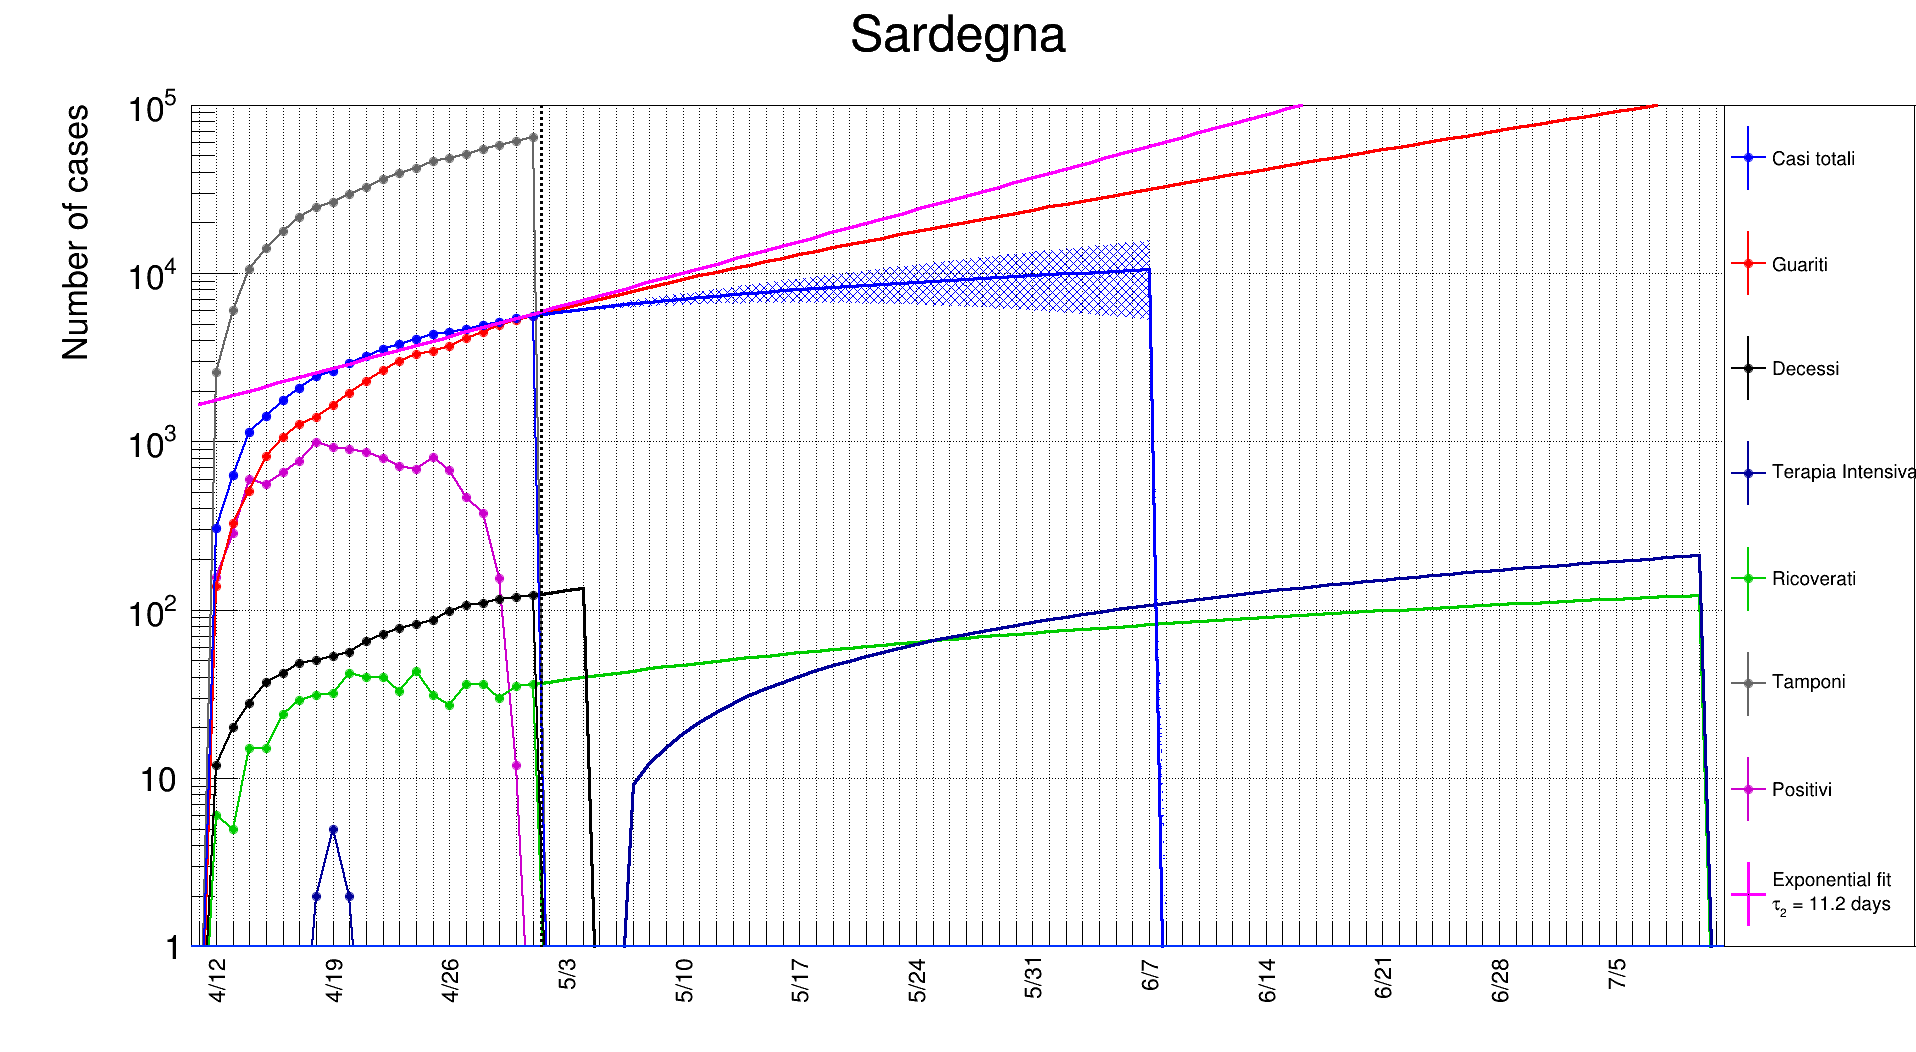 Sardegna
Number of cases
10^5
10^4
10^3
10^2
10
1
4/12
4/19
4/26
5/3
5/10
5/17
5/24
5/31
6/7
6/14
6/21
6/28
7/5
Casi totali
Guariti
Decessi
Terapia Intensiva
Ricoverati
Tamponi
Positivi
Exponential fit
τ₂ = 11.2 days